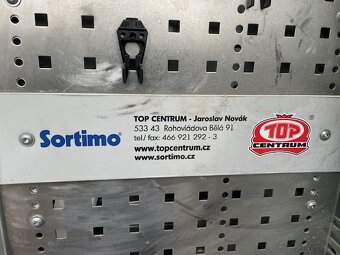 Sortimo®
TOP CENTRUM - Jaroslav Novák
533 43 Rohovládova Bělá 91
tel./ fax: 466 921 292 - 3
www.topcentrum.cz
www.sortimo.cz
TOP
CENTRUM